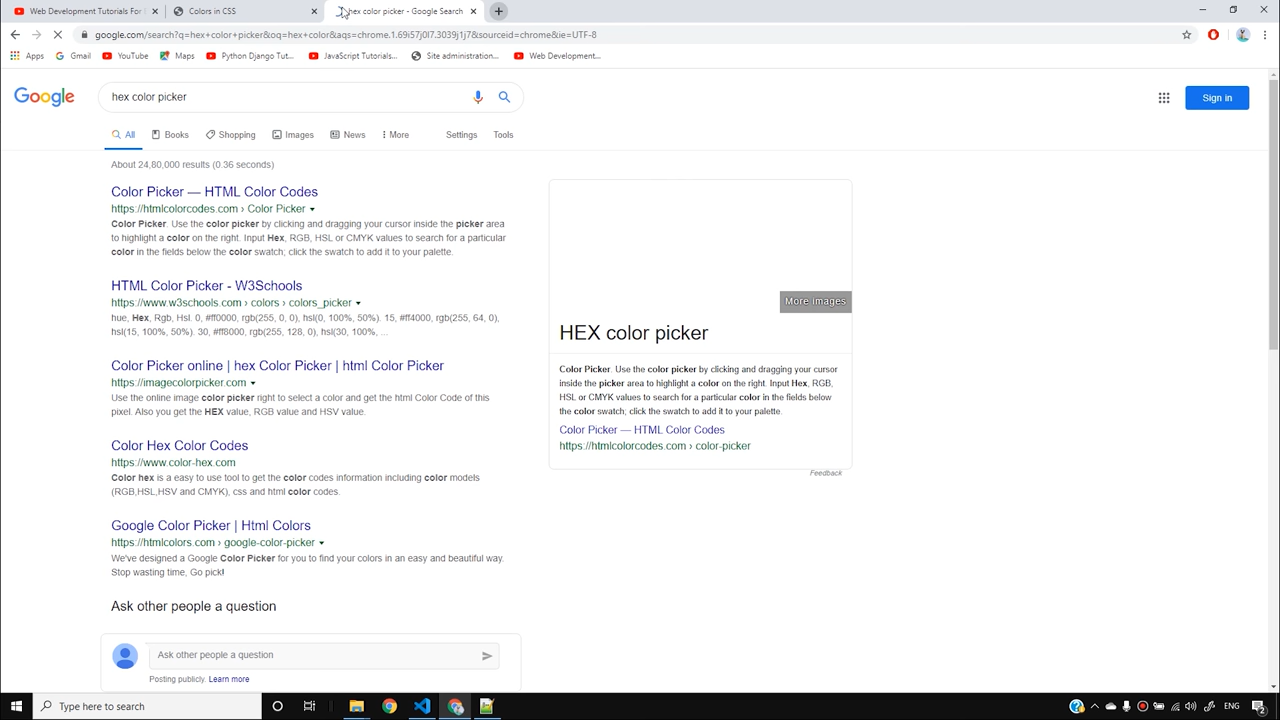 Web Development Tutorials For
Colors in CSS
hex color picker - Google Search
google.com/search?q=hex+color+picker&oq=hex+color&aqs=chrome.1.69i57j0l7.3039j1j7&sourceid=chrome&ie=UTF-8
Apps
Gmail
YouTube
Maps
Python Django Tut...
JavaScript Tutorials...
Site administration...
Web Development...
Google
hex color picker
Sign in
All
Books
Shopping
Images
News
More
Settings
Tools
About 24,80,000 results (0.36 seconds)
Color Picker — HTML Color Codes
https://htmlcolorcodes.com › Color Picker
Color Picker. Use the color picker by clicking and dragging your cursor inside the picker area
to highlight a color on the right. Input Hex, RGB, HSL or CMYK values to search for a particular
color in the fields below the color swatch; click the swatch to add it to your palette.
HTML Color Picker - W3Schools
https://www.w3schools.com › colors › colors_picker
hue, Hex, Rgb, Hsl. 0, #ff0000, rgb(255, 0, 0), hsl(0, 100%, 50%). 15, #ff4000, rgb(255, 64, 0),
hsl(15, 100%, 50%). 30, #ff8000, rgb(255, 128, 0), hsl(30, 100%, ...
Color Picker online | hex Color Picker | html Color Picker
https://imagecolorpicker.com
Use the online image color picker right to select a color and get the html Color Code of this
pixel. Also you get the HEX value, RGB value and HSV value.
Color Hex Color Codes
https://www.color-hex.com
Color hex is a easy to use tool to get the color codes information including color models
(RGB,HSL,HSV and CMYK), css and html color codes.
Google Color Picker | Html Colors
https://htmlcolors.com › google-color-picker
We've designed a Google Color Picker for you to find your colors in an easy and beautiful way.
Stop wasting time, Go pick!
Ask other people a question
Ask other people a question
Posting publicly. Learn more
More images
HEX color picker
Color Picker. Use the color picker by clicking and dragging your cursor
inside the picker area to highlight a color on the right. Input Hex, RGB,
HSL or CMYK values to search for a particular color in the fields below
the color swatch; click the swatch to add it to your palette.
Color Picker — HTML Color Codes
https://htmlcolorcodes.com › color-picker
Feedback
Type here to search
ENG
2